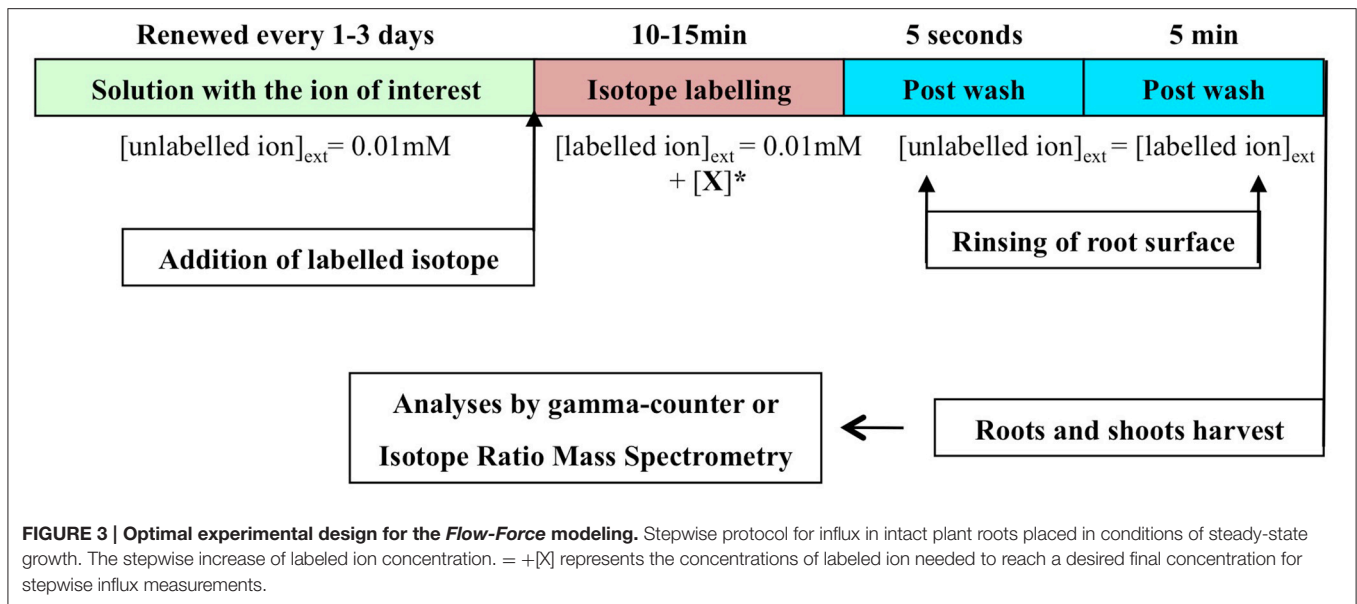 Renewed every 1-3 days 10-15min 5 seconds 5 min
Solution with the ion of interest Isotope labelling Post wash Post wash
[unlabelled ion]ext= 0.01mM [labelled ion]ext = 0.01mM [unlabelled ion]ext = [labelled ion]ext
+ [X]*
Addition of labelled isotope Rinsing of root surface
Analyses by gamma-counter or
Isotope Ratio Mass Spectrometry
Roots and shoots harvest
FIGURE 3 | Optimal experimental design for the Flow-Force modeling. Stepwise protocol for influx in intact plant roots placed in conditions of steady-state
growth. The stepwise increase of labeled ion concentration. = +[X] represents the concentrations of labeled ion needed to reach a desired final concentration for
stepwise influx measurements.